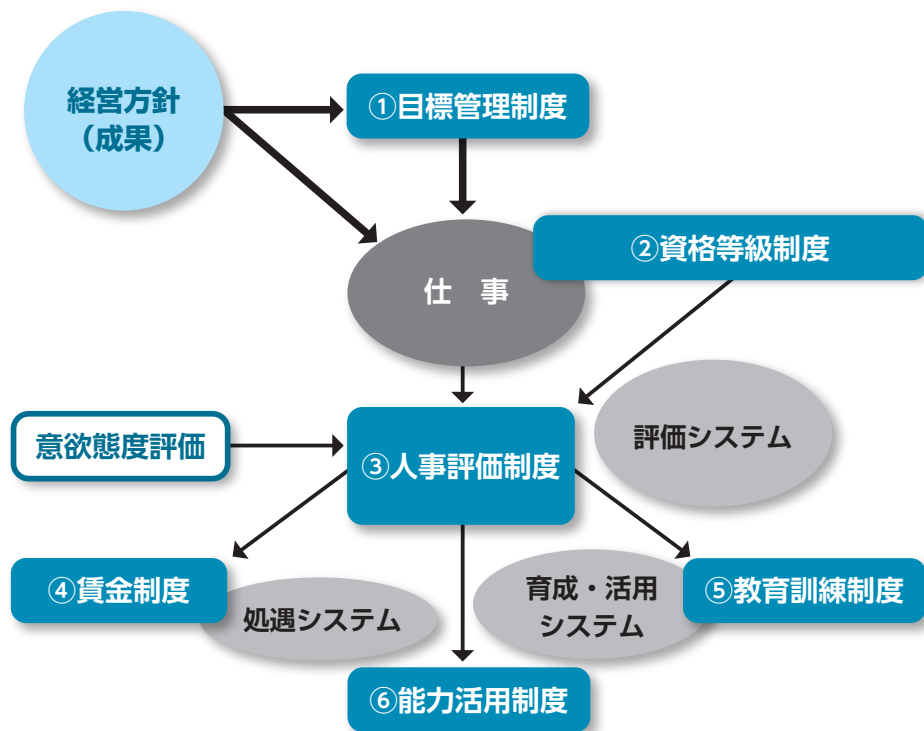 経営方針
（成果）
①目標管理制度
②資格等級制度
仕　事
評価システム
意欲態度評価
③人事評価制度
④賃金制度
処遇システム
育成・活用
システム
⑤教育訓練制度
⑥能力活用制度